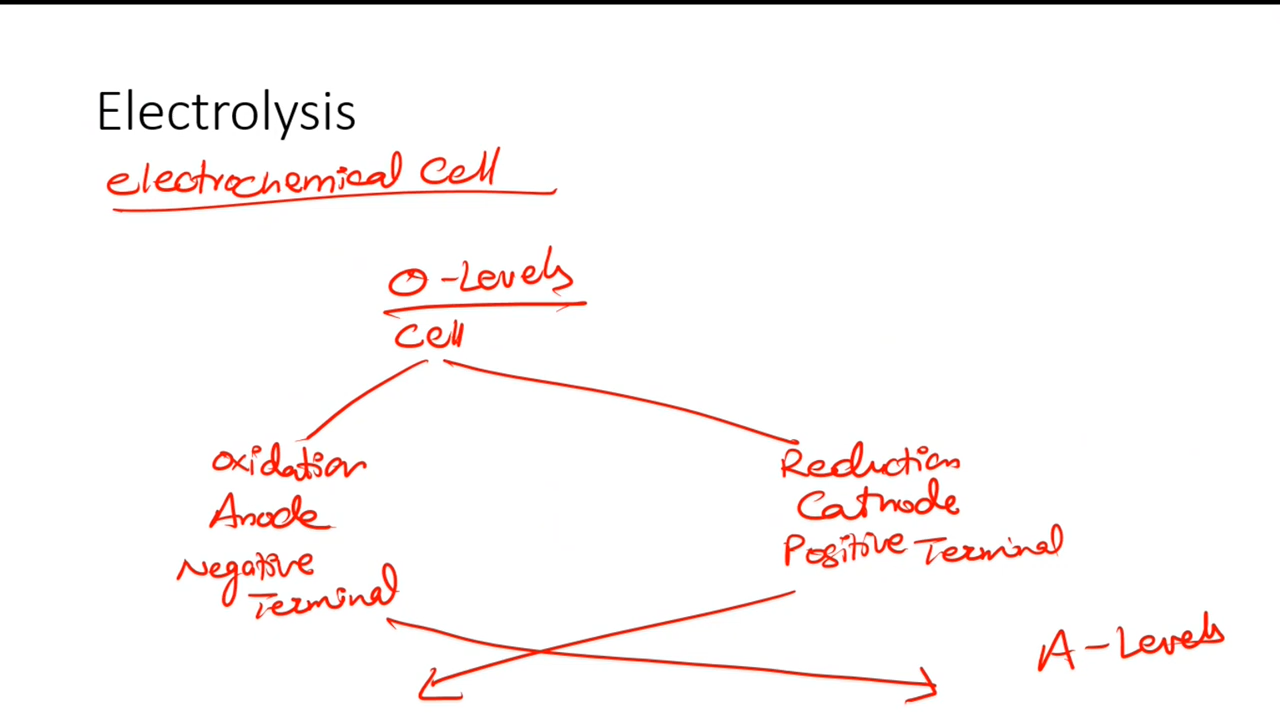 Electrolysis
electrochemical Cell
O-Levels
Cell
Oxidation
Anode
Negative
Terminal
Reduction
Cathode
Positive Terminal
A-Levels